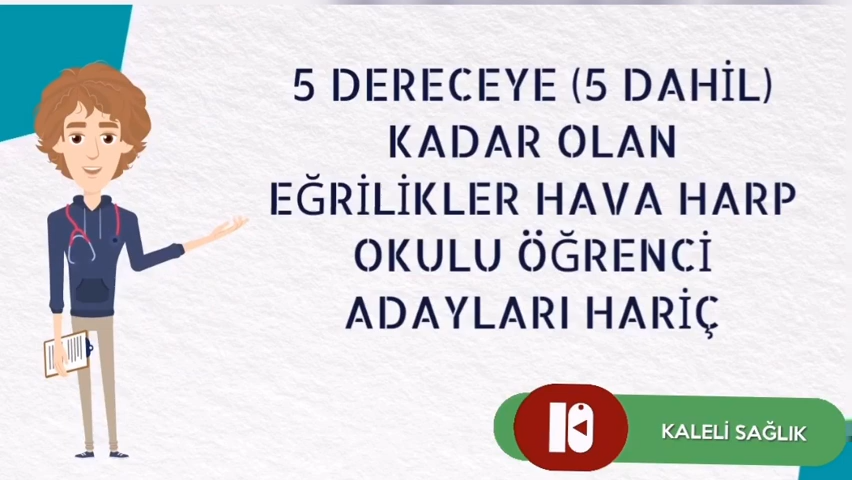 5 DERECEYE (5 DAHİL)
KADAR OLAN
EĞRİLİKLER HAVA HARP
OKULU ÖĞRENCİ
ADAYLARI HARİÇ
KALELİ SAĞLIK